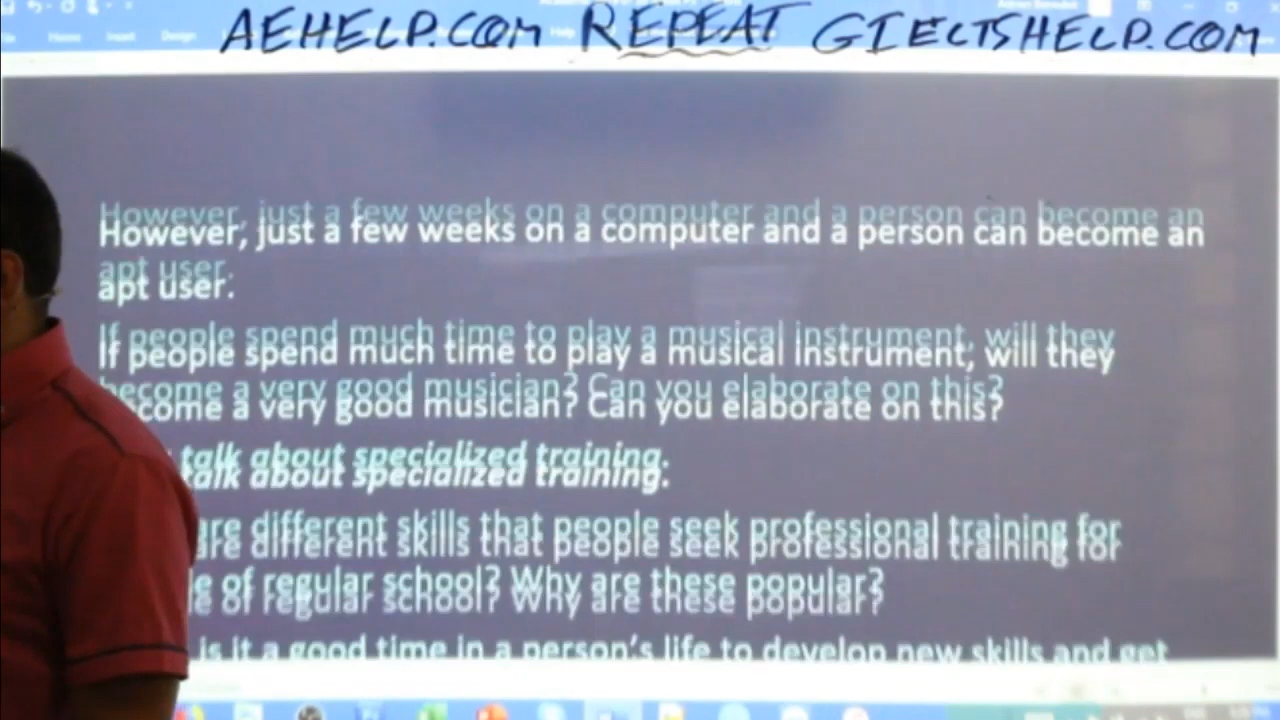 AEHELP.COM REPEAT GIELTSHELP.COM
However, just a few weeks on a computer and a person can become an
apt user.
If people spend much time to play a musical instrument, will they
become a very good musician? Can you elaborate on this?
talk about specialized training.
are different skills that people seek professional training for
of regular school? Why are these popular?
is it a good time in a person's life to develop new skills and get